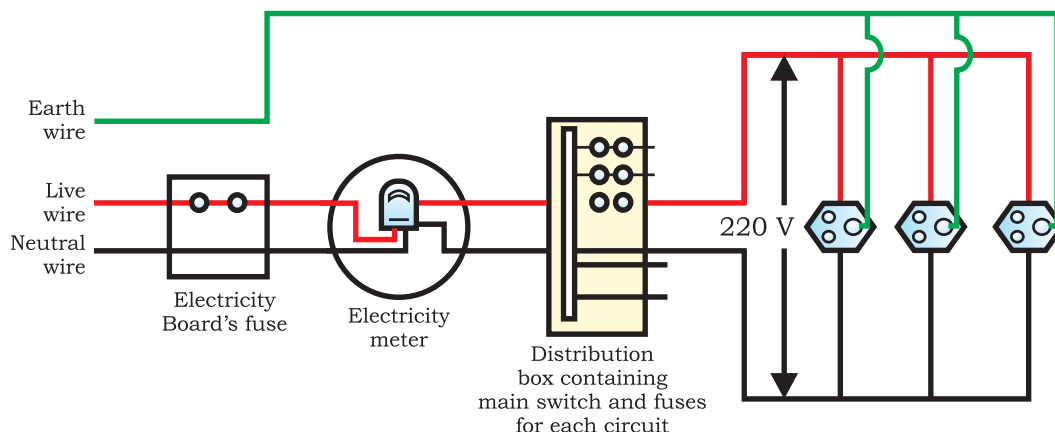 Earth
wire
Live
wire
Neutral
wire
Electricity
Board's fuse
Electricity
meter
Distribution
box containing
main switch and fuses
for each circuit
220 V